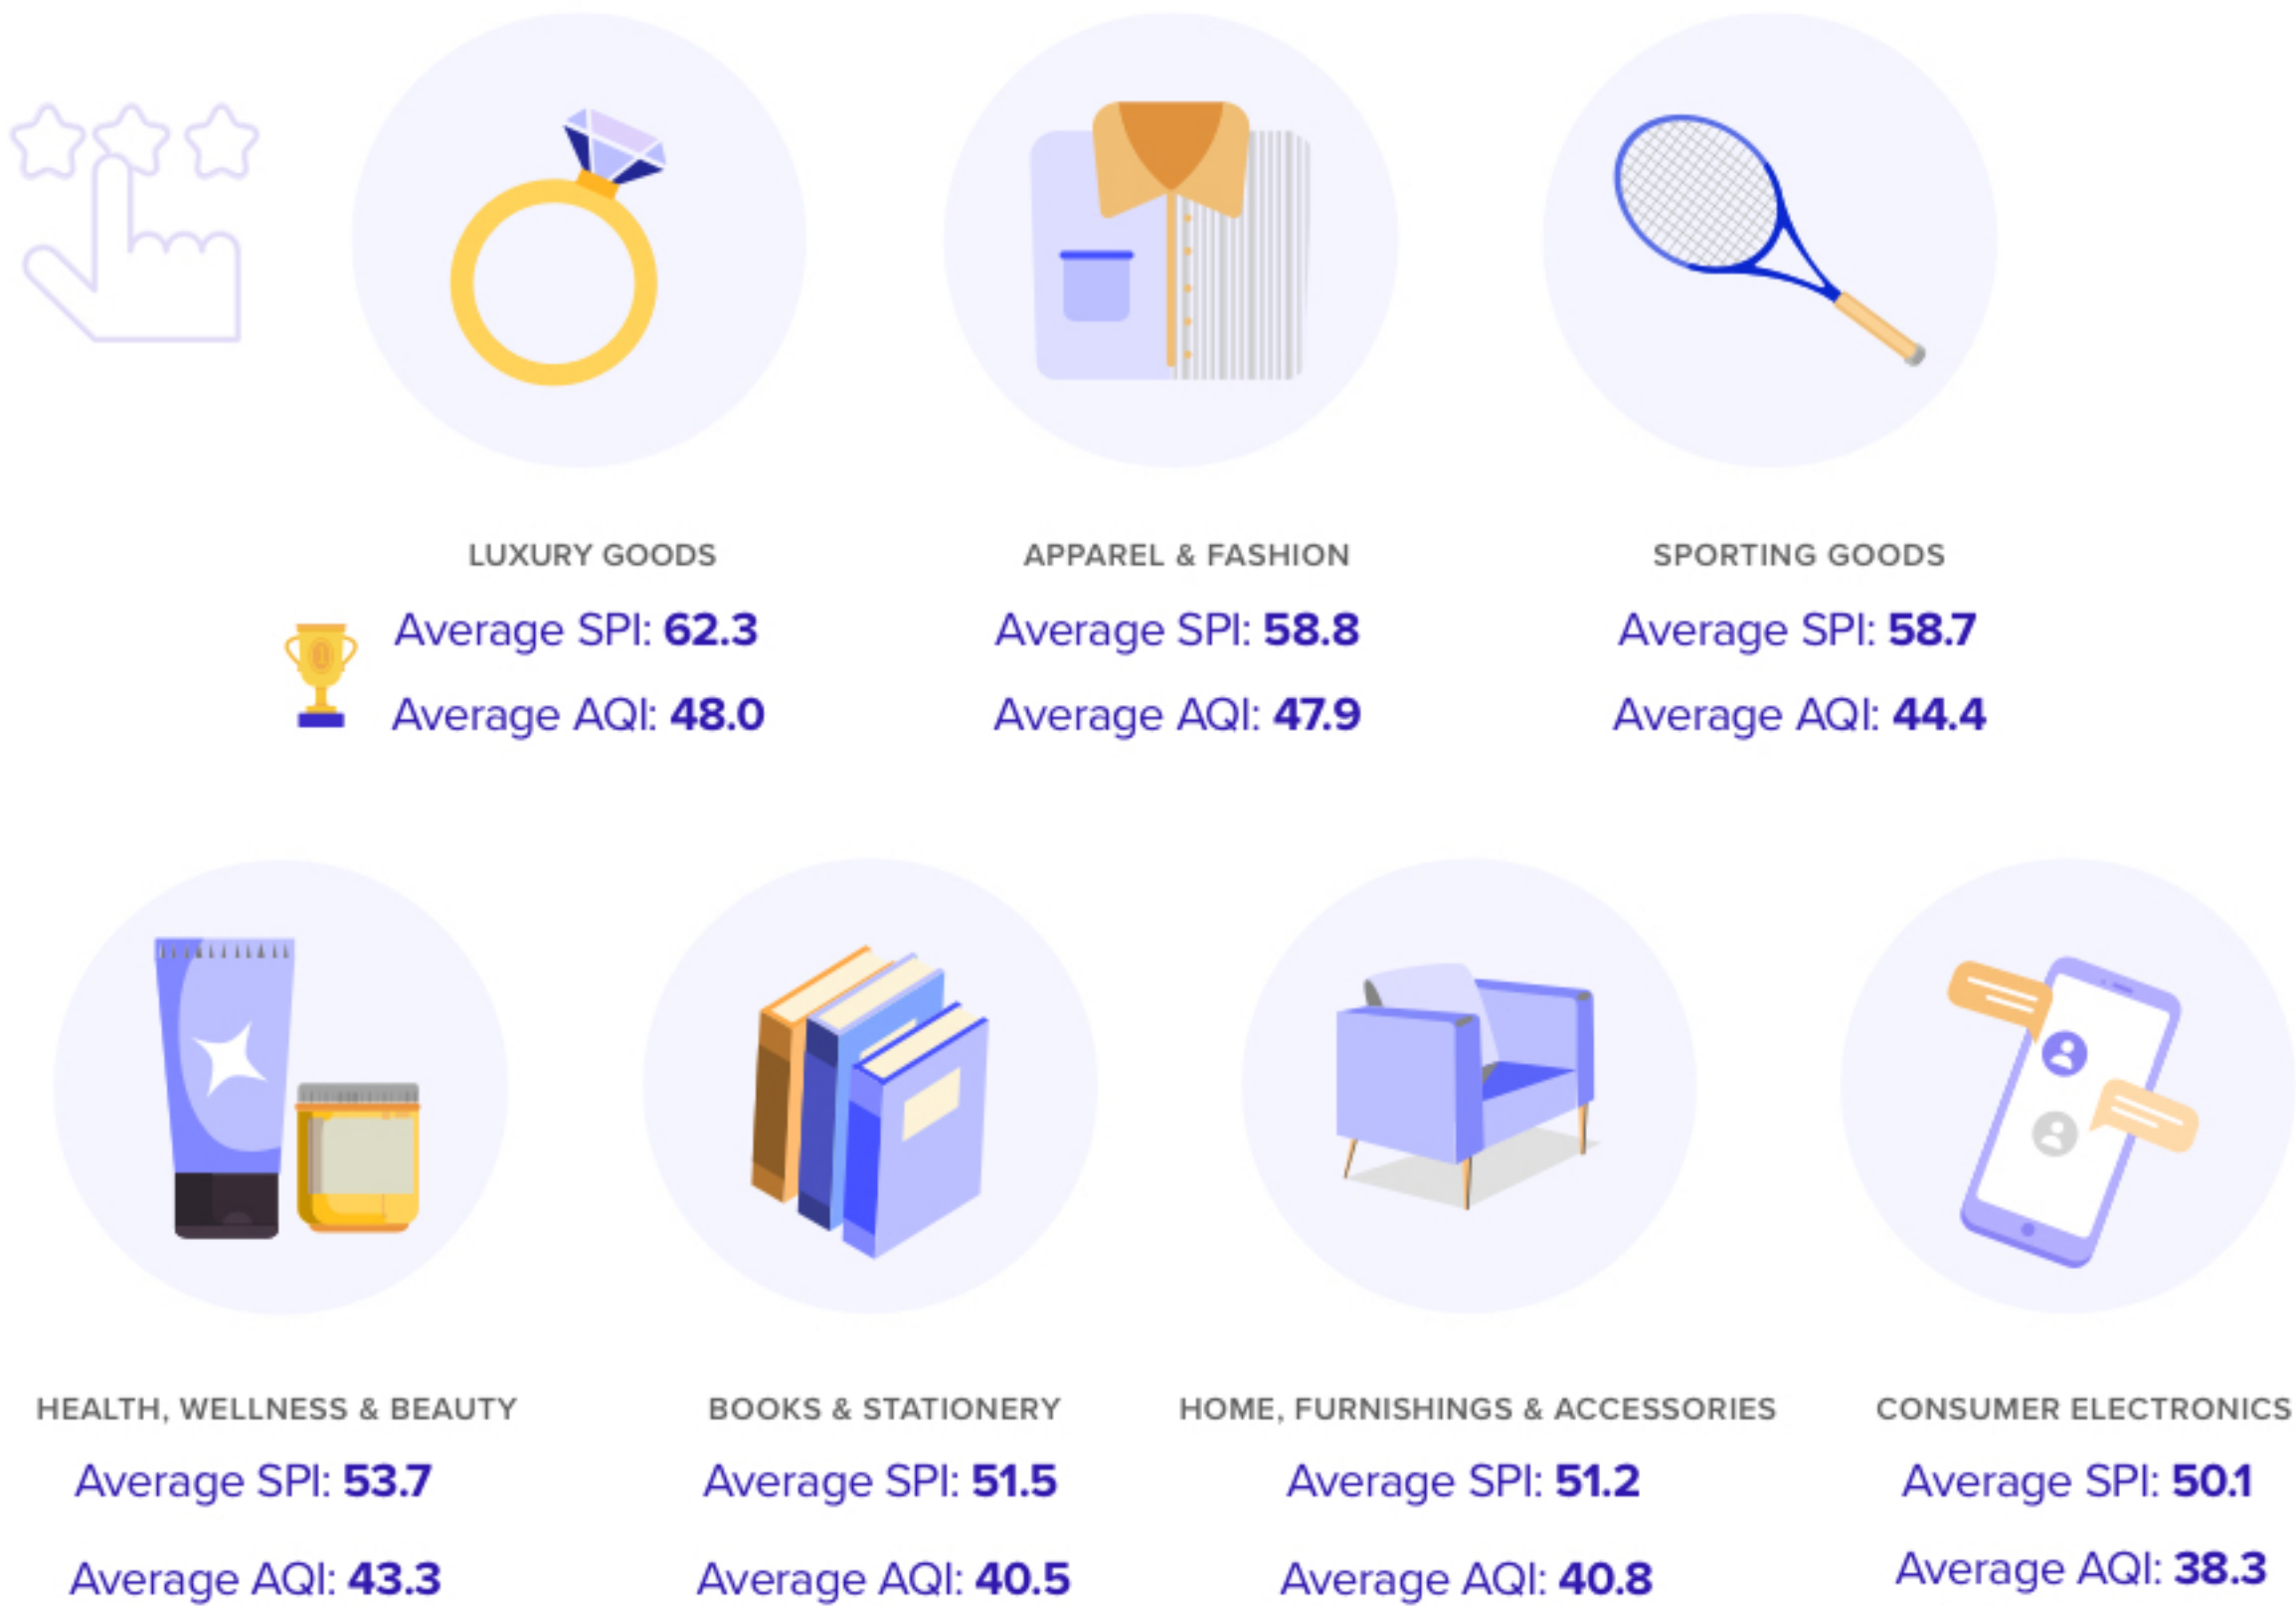 LUXURY GOODS
Average SPI: 62.3
Average AQI: 48.0
APPAREL & FASHION
Average SPI: 58.8
Average AQI: 47.9
SPORTING GOODS
Average SPI: 58.7
Average AQI: 44.4
HEALTH, WELLNESS & BEAUTY
Average SPI: 53.7
Average AQI: 43.3
BOOKS & STATIONERY
Average SPI: 51.5
Average AQI: 40.5
HOME, FURNISHINGS & ACCESSORIES
Average SPI: 51.2
Average AQI: 40.8
CONSUMER ELECTRONICS
Average SPI: 50.1
Average AQI: 38.3